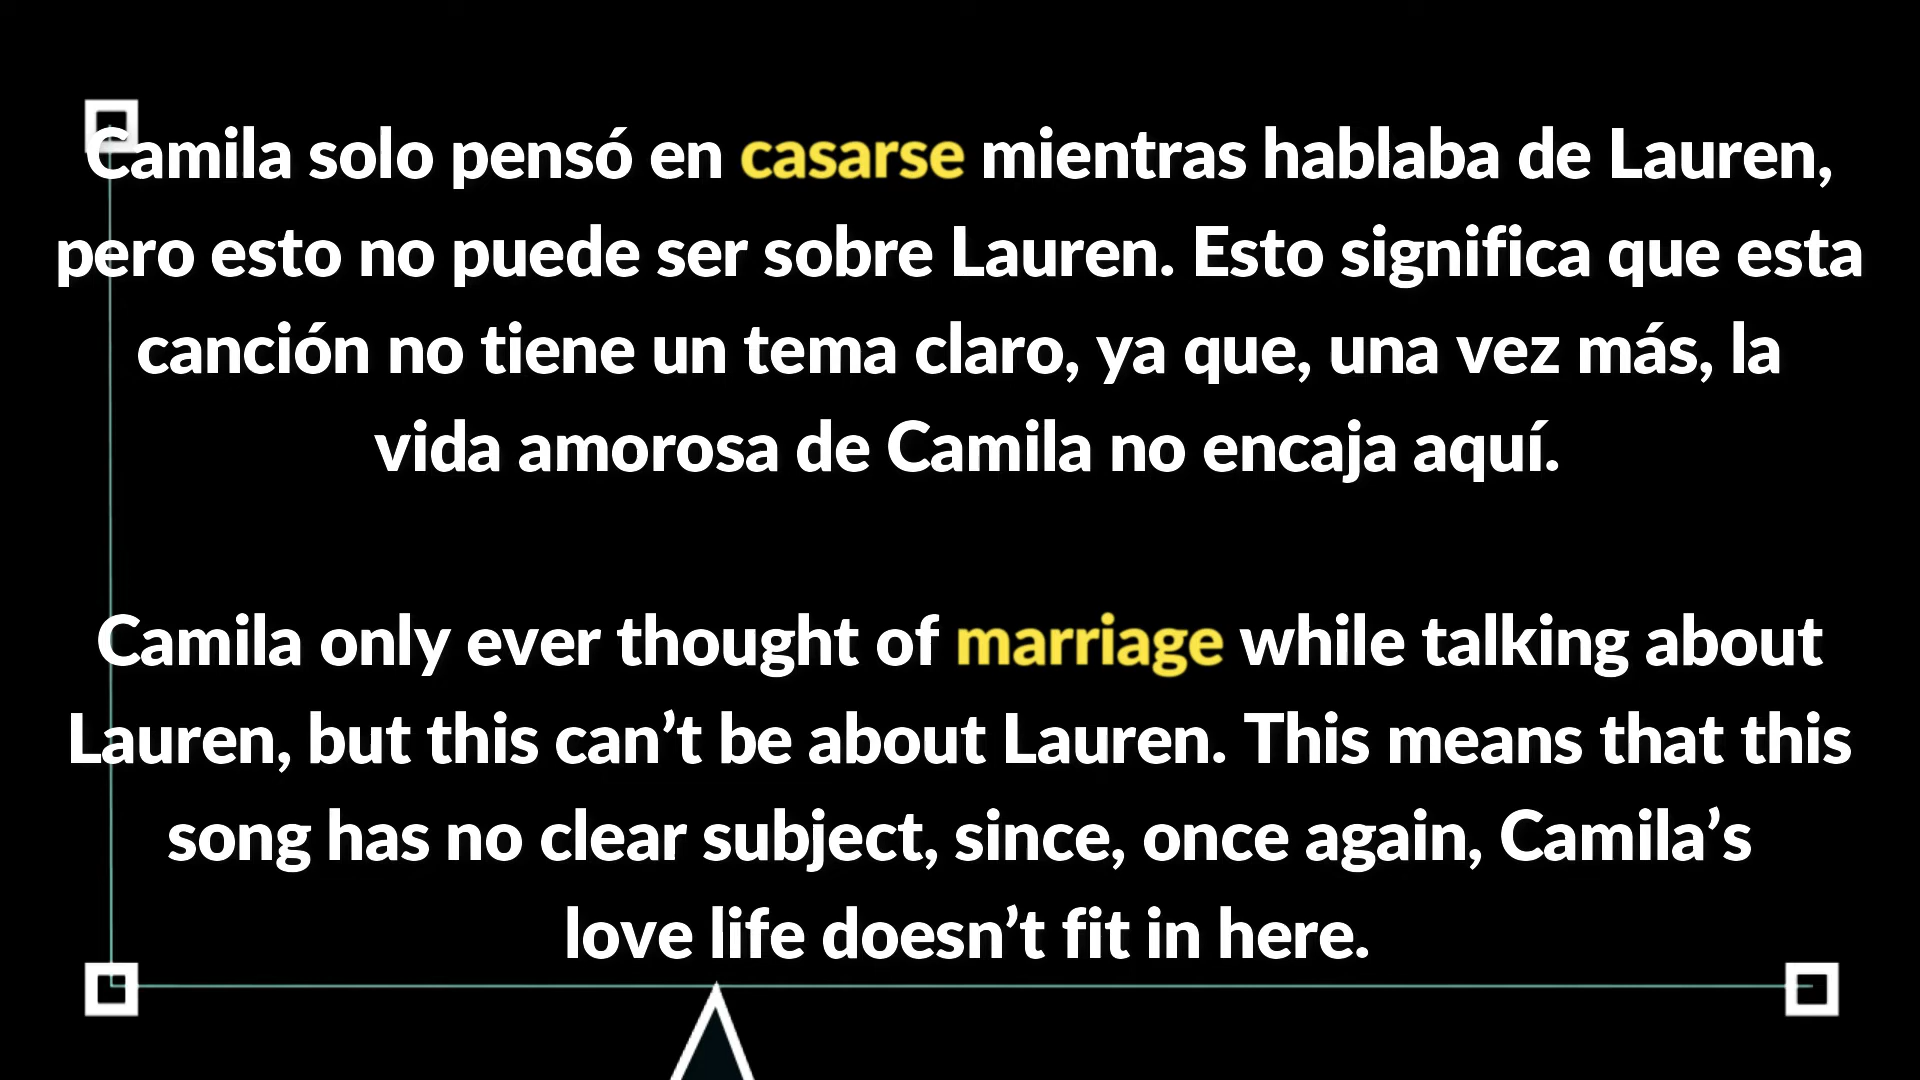 Camila solo pensó en casarse mientras hablaba de Lauren,
pero esto no puede ser sobre Lauren. Esto significa que esta
canción no tiene un tema claro, ya que, una vez más, la
vida amorosa de Camila no encaja aquí.
Camila only ever thought of marriage while talking about
Lauren, but this can’t be about Lauren. This means that this
song has no clear subject, since, once again, Camila’s
love life doesn’t fit in here.